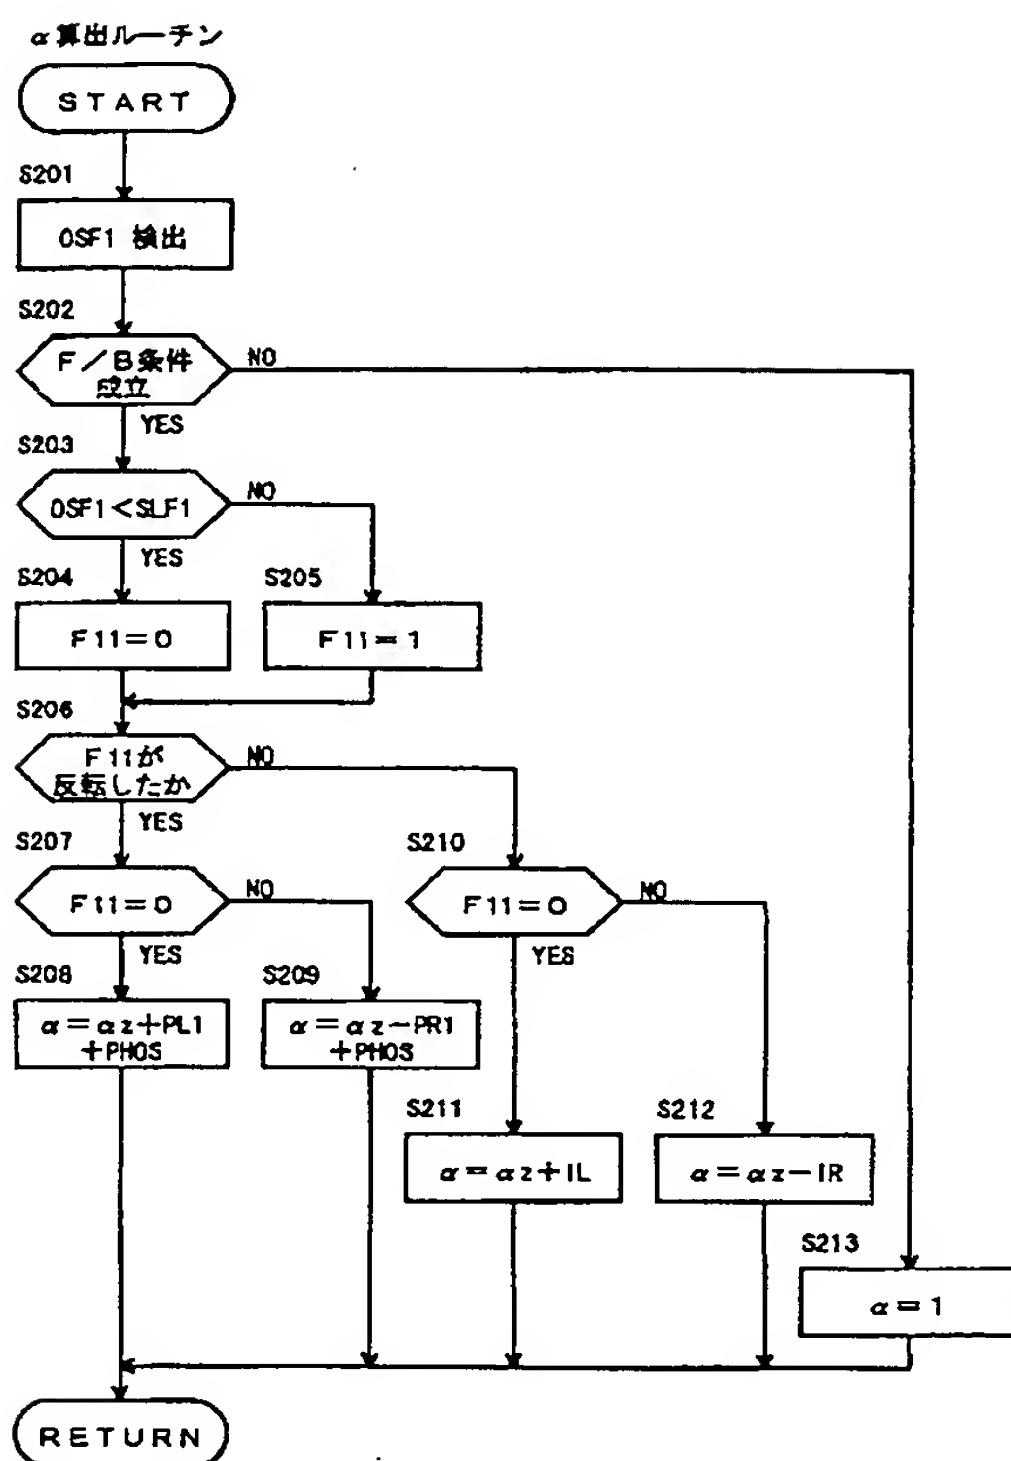 α算出ルーチン
START
S201
OSF1 検出
S202
F/B条件
成立
NO
YES
S203
OSF1<SLF1
NO
YES
S204
S205
F11=0
F11=1
S206
F11が
反転したか
NO
YES
S207
S210
F11=0
NO
F11=0
NO
YES
YES
S208
S209
α=αz+PL1
+PHOS
α=αz-PR1
+PHOS
S211
S212
α=αz+IL
α=αz-IR
S213
α=1
RETURN